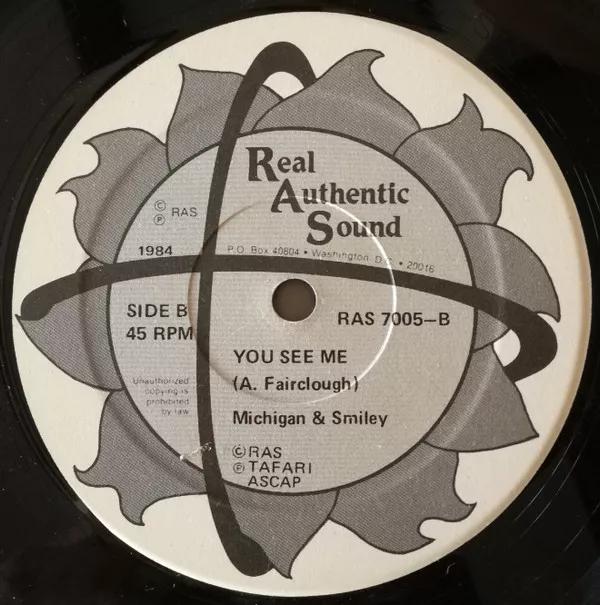 Real
Authentic
Sound
P.O. Box 40804 • Washington D.C. • 20016
© ℗ RAS
1984
SIDE B
45 RPM
RAS 7005–B
Unauthorized
copying is
prohibited
by law
YOU SEE ME
(A. Fairclough)
Michigan & Smiley
© RAS
℗ TAFARI
ASCAP